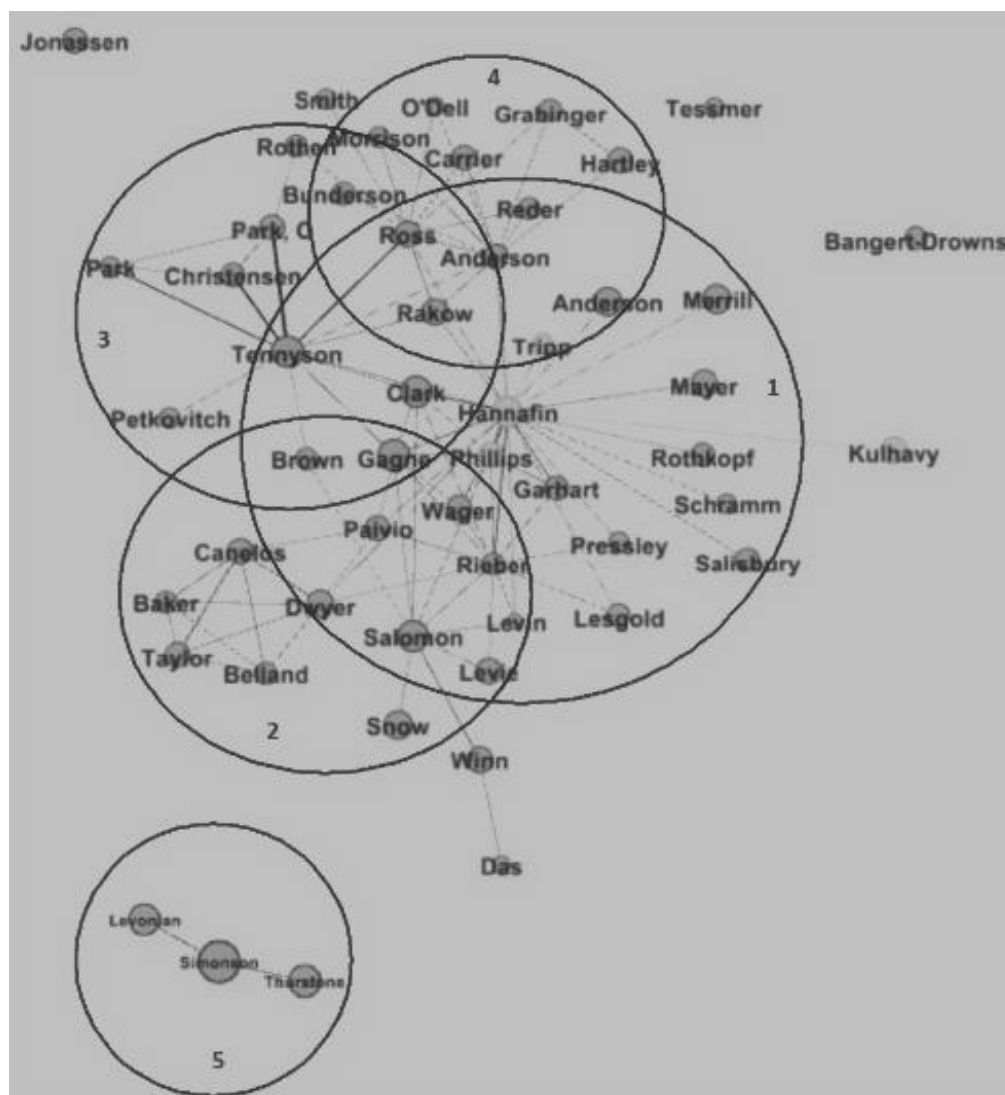 Jonassen
4
Smith
O'Dell
Grabinger
Tessmer
Morrison
Rothen
Carrier
Hartley
Bunderson
Reder
Park, O
Ross
Bangert-Drowns
Anderson
Park
Christensen
Anderson
Merrill
Rakow
3
Tennyson
Tripp
Mayer
1
Clark
Hannafin
Petkovitch
Brown
Gagne
Phillips
Rothkopf
Kulhavy
Garhart
Schramm
Wager
Paivio
Canelos
Pressley
Rieber
Salisbury
Baker
Dwyer
Levin
Lesgold
Salomon
Taylor
Belland
Levie
Snow
2
Winn
Das
Levonian
Simonson
Thurstone
5